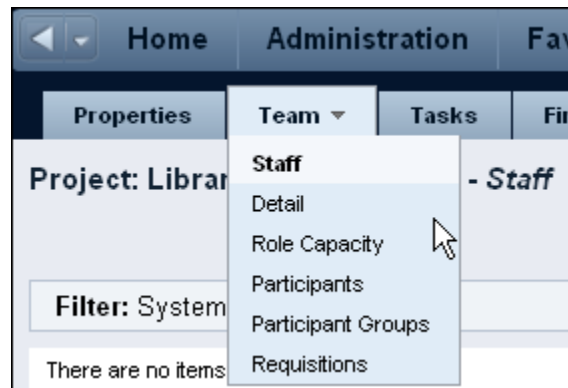 Home Administration
Properties Team Tasks
Project: - Staff
Staff
Detail
Role Capacity
Participants
Filter: System
Participant Groups
There are no items
Requisitions